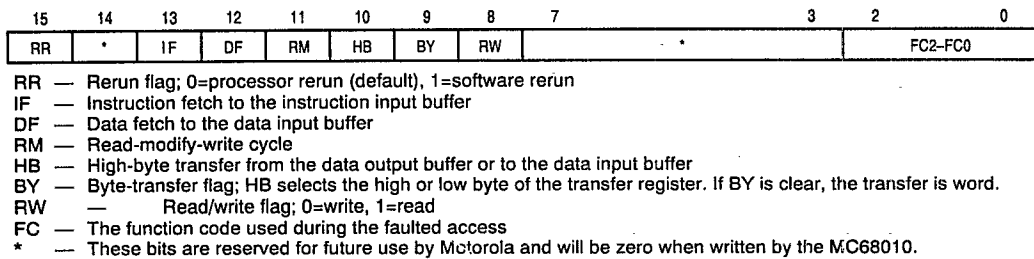 15 14 13 12 11 10 9 8 7 3 2 0
RR * IF DF RM HB BY RW * FC2–FC0
RR — Rerun flag; 0=processor rerun (default), 1=software rerun
IF — Instruction fetch to the instruction input buffer
DF — Data fetch to the data input buffer
RM — Read-modify-write cycle
HB — High-byte transfer from the data output buffer or to the data input buffer
BY — Byte-transfer flag; HB selects the high or low byte of the transfer register. If BY is clear, the transfer is word.
RW — Read/write flag; 0=write, 1=read
FC — The function code used during the faulted access
* — These bits are reserved for future use by Motorola and will be zero when written by the MC68010.